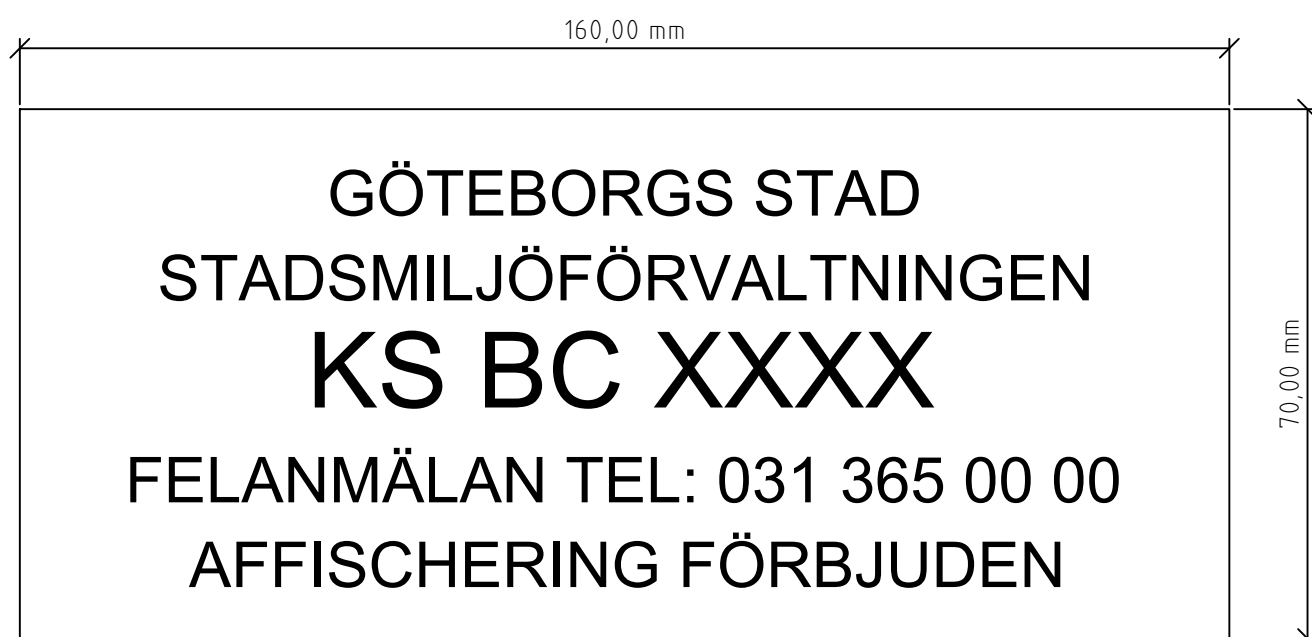 160,00 mm
GÖTEBORGS STAD
STADSMILJÖFÖRVALTNINGEN
KS BC XXXX
FELANMÄLAN TEL: 031 365 00 00
AFFISCHERING FÖRBJUDEN
70,00 mm